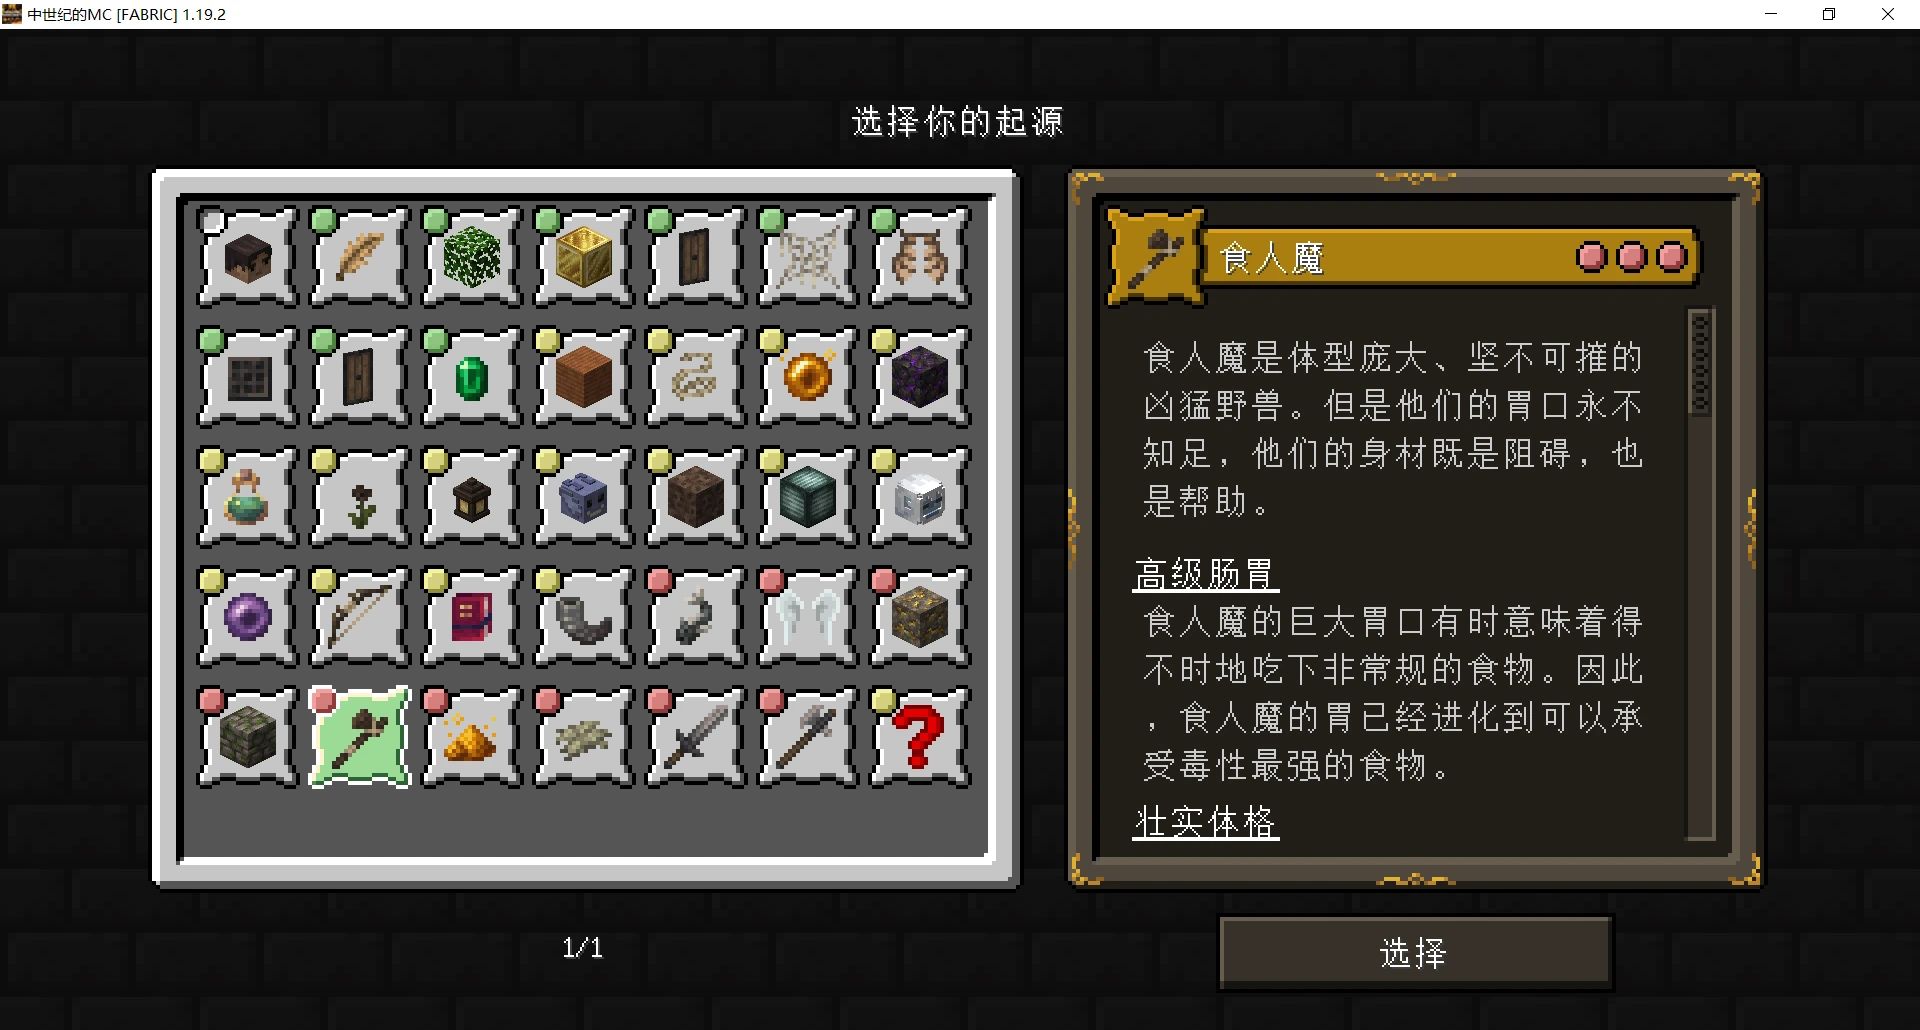 中世纪的MC [FABRIC] 1.19.2
选择你的起源
食人魔
食人魔是体型庞大、坚不可摧的
凶猛野兽。但是他们的胃口永不
知足，他们的身材既是阻碍，也
是帮助。
高级肠胃
食人魔的巨大胃口有时意味着得
不时地吃下非常规的食物。因此
，食人魔的胃已经进化到可以承
受毒性最强的食物。
壮实体格
1/1
选择